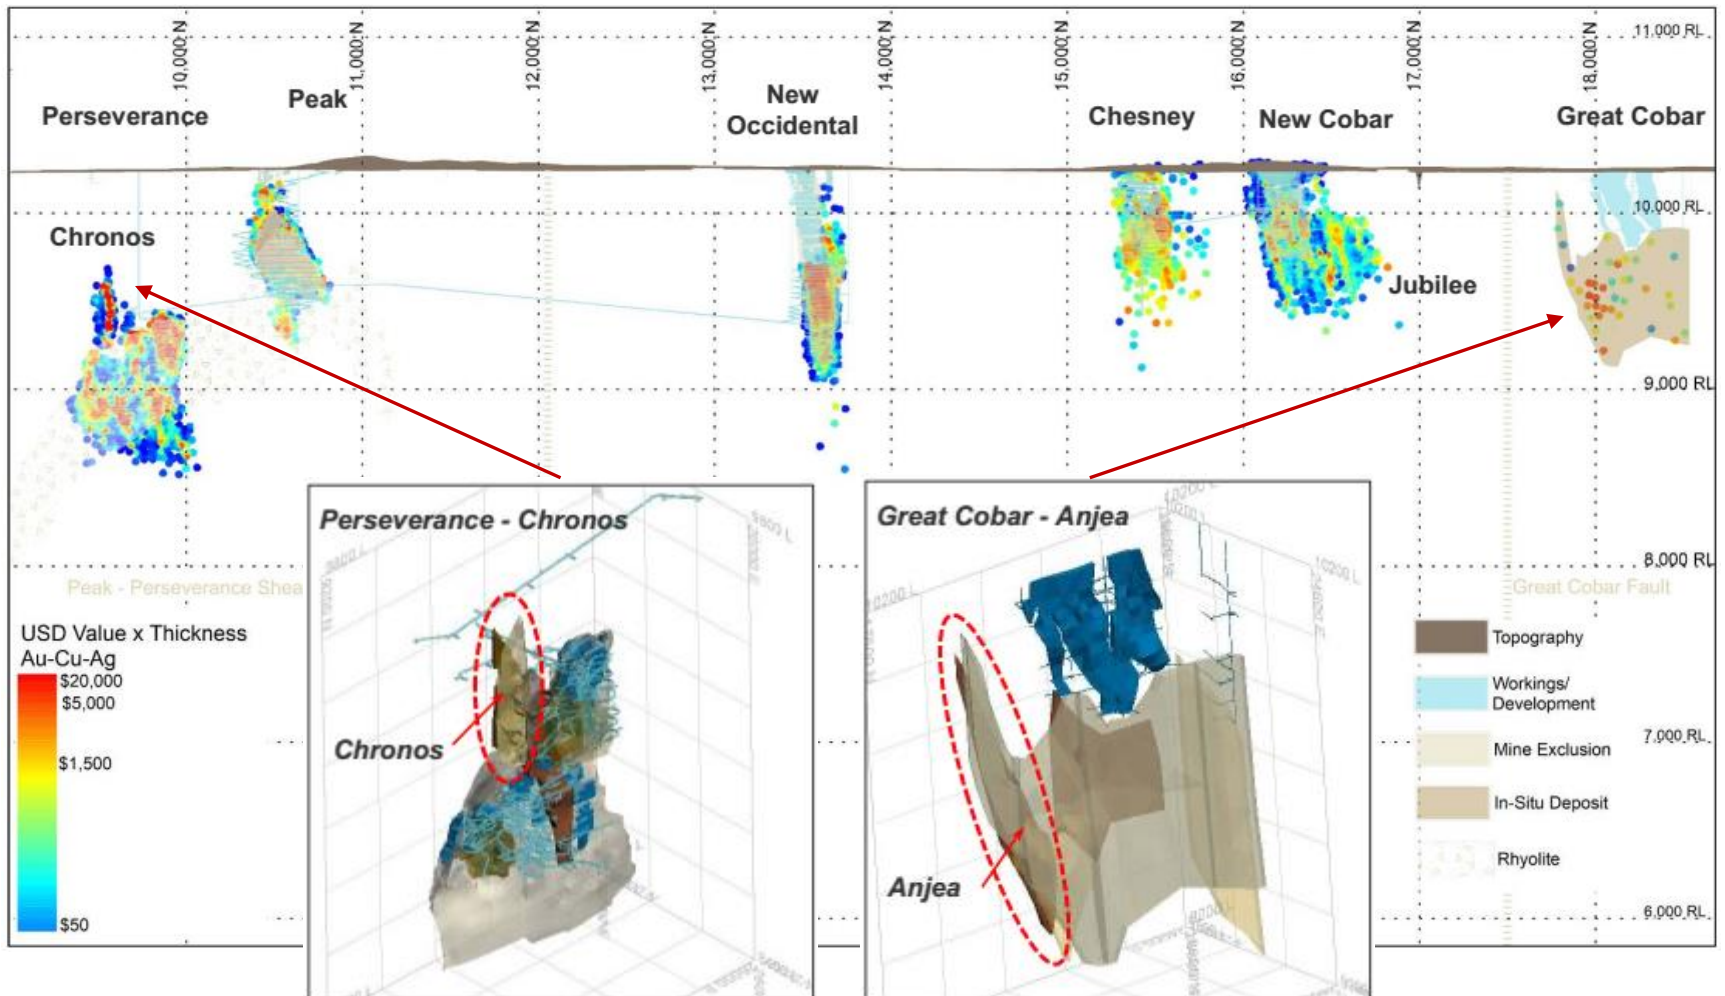 10,000 N
11,000 N
12,000 N
13,000 N
14,000 N
15,000 N
16,000 N
17,000 N
18,000 N
11,000 RL
Perseverance
Peak
New
Occidental
Chesney
New Cobar
Great Cobar
10,000 RL
Chronos
Jubilee
9,000 RL
8,000 RL
Peak - Perseverance Shea
Great Cobar Fault
7,000 RL
6,000 RL
USD Value x Thickness
Au-Cu-Ag
$20,000
$5,000
$1,500
$50
Perseverance - Chronos
Chronos
Great Cobar - Anjea
10200 L
10200 L
10200 L
Anjea
Topography
Workings/
Development
Mine Exclusion
In-Situ Deposit
Rhyolite